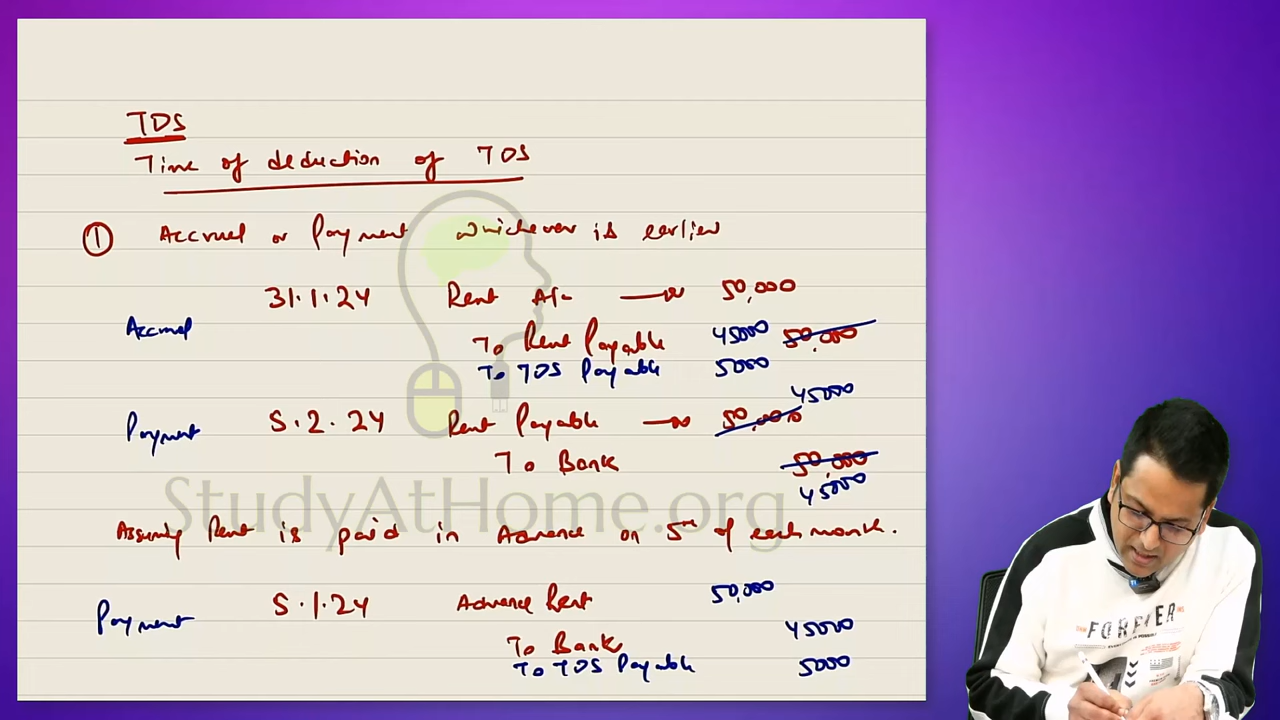 TDS
Time of deduction of TDS
① Accrual or Payment whichever is earlier
31.1.24 Rent A/c → 50,000
Accrual
To Rent Payable 45000 50,000
To TDS Payable 5000
45000
Payment 5.2.24 Rent Payable → 50,000
To Bank 50,000
45000
StudyAtHome.org
Assuming Rent is paid in Advance on 5th of each month.
Payment 5.1.24 Advance Rent 50,000
To Bank 45000
To TDS Payable 5000
FOREVER